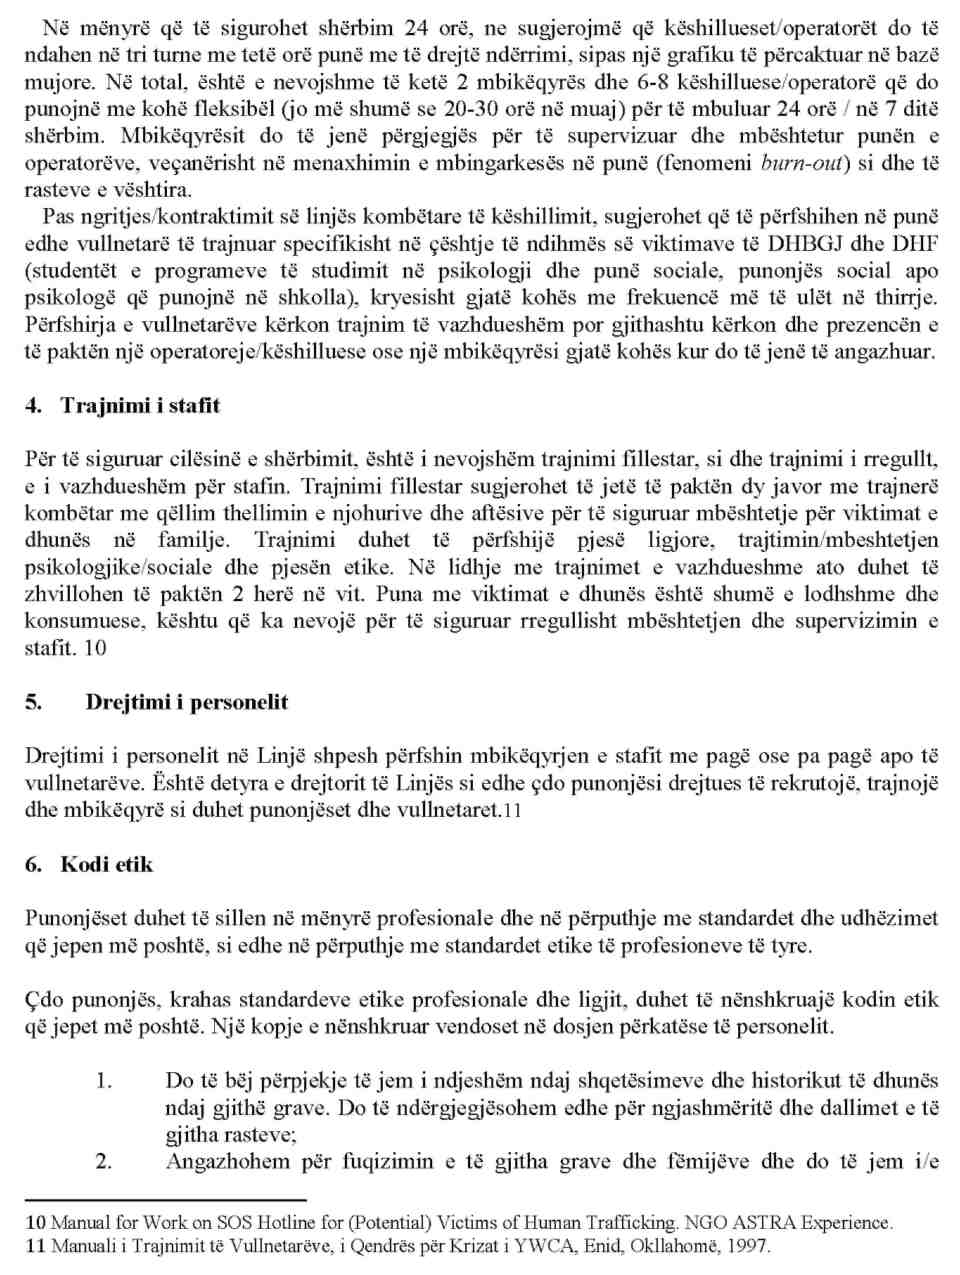 Në mënyrë që të sigurohet shërbim 24 orë, ne sugjerojmë që këshillueset/operatorët do të
ndahen në tri turne me tetë orë punë me të drejtë ndërrimi, sipas një grafiku të përcaktuar në bazë
mujore. Në total, është e nevojshme të ketë 2 mbikëqyrës dhe 6-8 këshilluese/operatorë që do
punojnë me kohë fleksibël (jo më shumë se 20-30 orë në muaj) për të mbuluar 24 orë / në 7 ditë
shërbim. Mbikëqyrësit do të jenë përgjegjës për të supervizuar dhe mbështetur punën e
operatorëve, veçanërisht në menaxhimin e mbingarkesës në punë (fenomeni burn-out) si dhe të
rasteve e vështira.
Pas ngritjes/kontraktimit së linjës kombëtare të këshillimit, sugjerohet që të përfshihen në punë
edhe vullnetarë të trajnuar specifikisht në çështje të ndihmës së viktimave të DHBGJ dhe DHF
(studentët e programeve të studimit në psikologji dhe punë sociale, punonjës social apo
psikologë që punojnë në shkolla), kryesisht gjatë kohës me frekuencë më të ulët në thirrje.
Përfshirja e vullnetarëve kërkon trajnim të vazhdueshëm por gjithashtu kërkon dhe prezencën e
të paktën një operatoreje/këshilluese ose një mbikëqyrësi gjatë kohës kur do të jenë të angazhuar.
4. Trajnimi i stafit
Për të siguruar cilësinë e shërbimit, është i nevojshëm trajnimi fillestar, si dhe trajnimi i rregullt,
e i vazhdueshëm për stafin. Trajnimi fillestar sugjerohet të jetë të paktën dy javor me trajnerë
kombëtar me qëllim thellimin e njohurive dhe aftësive për të siguruar mbështetje për viktimat e
dhunës në familje. Trajnimi duhet të përfshijë pjesë ligjore, trajtimin/mbeshtetjen
psikologjike/sociale dhe pjesën etike. Në lidhje me trajnimet e vazhdueshme ato duhet të
zhvillohen të paktën 2 herë në vit. Puna me viktimat e dhunës është shumë e lodhshme dhe
konsumuese, kështu që ka nevojë për të siguruar rregullisht mbështetjen dhe supervizimin e
stafit. 10
5. Drejtimi i personelit
Drejtimi i personelit në Linjë shpesh përfshin mbikëqyrjen e stafit me pagë ose pa pagë apo të
vullnetarëve. Është detyra e drejtorit të Linjës si edhe çdo punonjësi drejtues të rekrutojë, trajnojë
dhe mbikëqyrë si duhet punonjëset dhe vullnetaret.11
6. Kodi etik
Punonjëset duhet të sillen në mënyrë profesionale dhe në përputhje me standardet dhe udhëzimet
që jepen më poshtë, si edhe në përputhje me standardet etike të profesioneve të tyre.
Çdo punonjës, krahas standardeve etike profesionale dhe ligjit, duhet të nënshkruajë kodin etik
që jepet më poshtë. Një kopje e nënshkruar vendoset në dosjen përkatëse të personelit.
1. Do të bëj përpjekje të jem i ndjeshëm ndaj shqetësimeve dhe historikut të dhunës
ndaj gjithë grave. Do të ndërgjegjësohem edhe për ngjashmëritë dhe dallimet e të
gjitha rasteve;
2. Angazhohem për fuqizimin e të gjitha grave dhe fëmijëve dhe do të jem i/e
10 Manual for Work on SOS Hotline for (Potential) Victims of Human Trafficking. NGO ASTRA Experience.
11 Manuali i Trajnimit të Vullnetarëve, i Qendrës për Krizat i YWCA, Enid, Okllahomë, 1997.